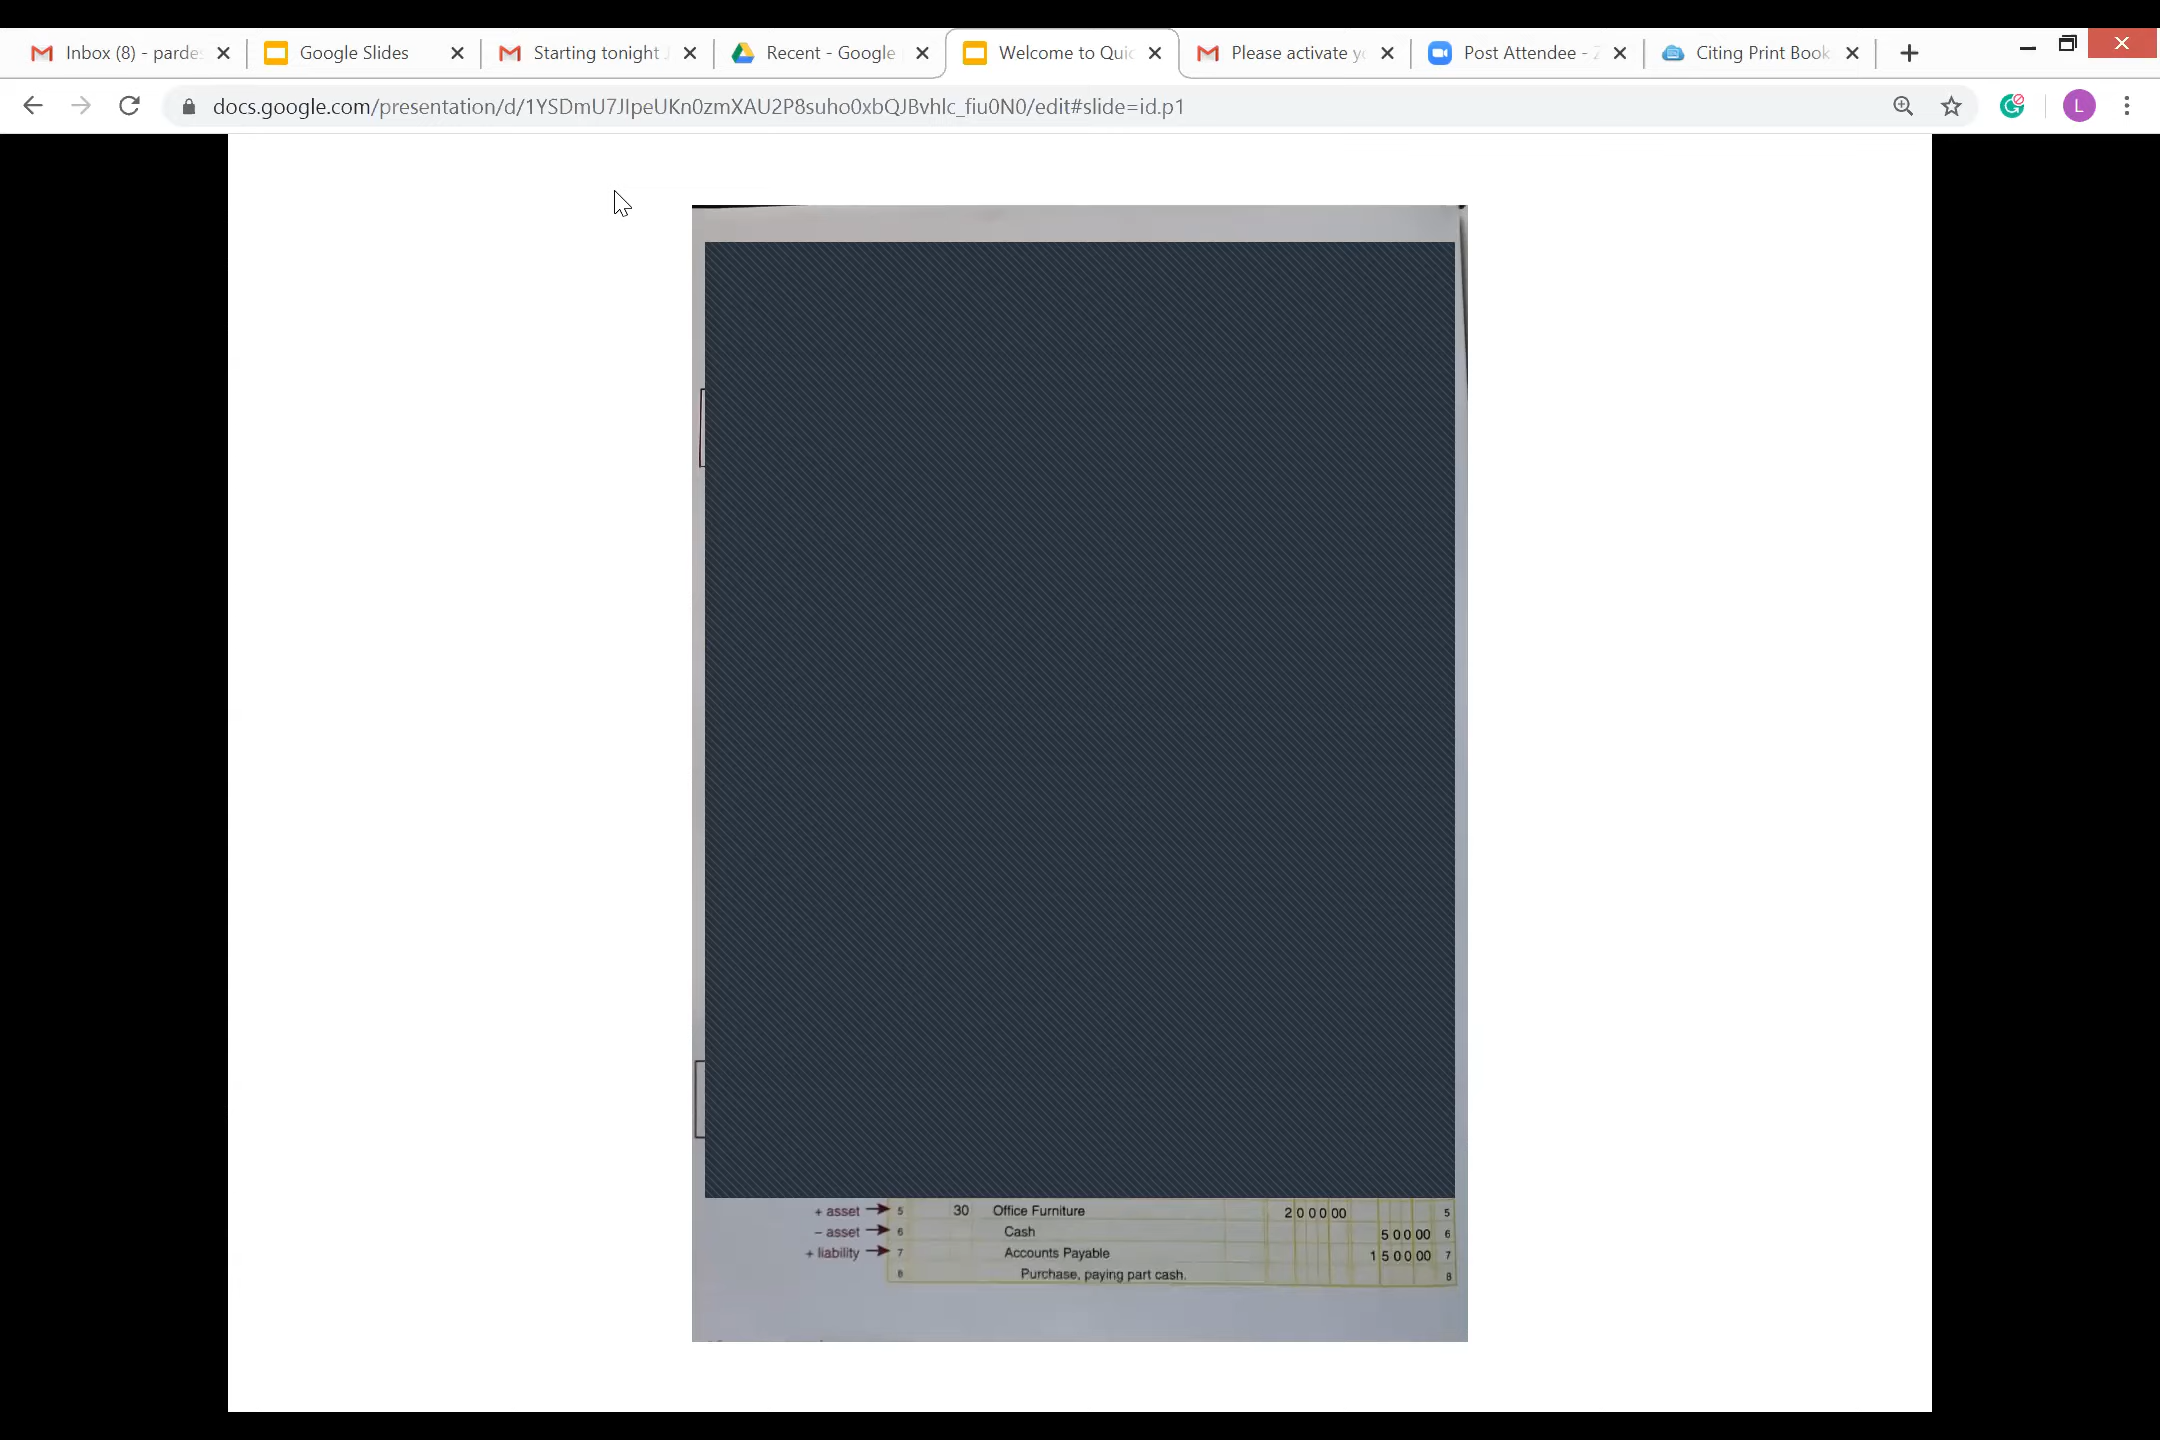 Inbox (8) - parde
Google Slides
Starting tonight
Recent - Google
Welcome to Quic
Please activate yo
Post Attendee - Z
Citing Print Book
docs.google.com/presentation/d/1YSDmU7JIpeUKn0zmXAU2P8suho0xbQJBvhlc_fiu0N0/edit#slide=id.p1
L
+ asset 5 30 Office Furniture 2 0 0 0 00 5
– asset 6 Cash 5 0 0 00 6
+ liability 7 Accounts Payable 1 5 0 0 00 7
8 Purchase, paying part cash. 8